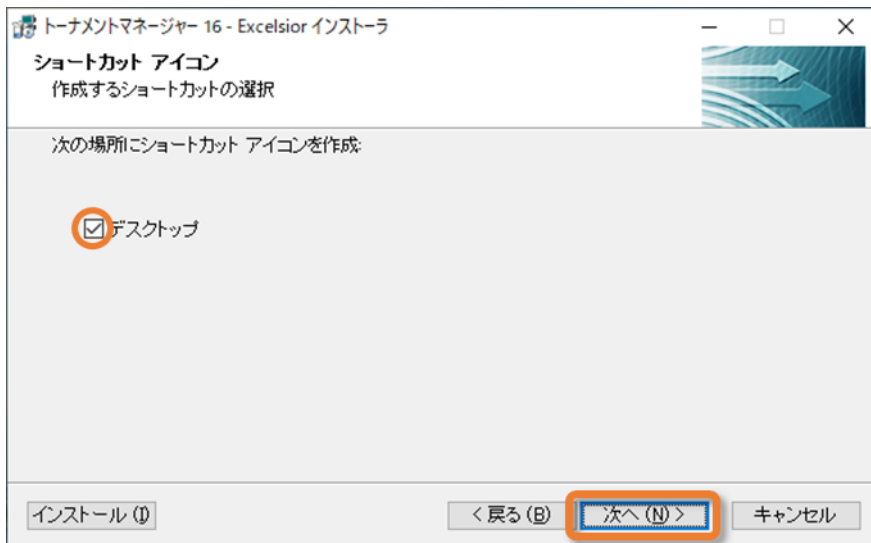 トーナメントマネージャー 16 - Excelsior インストーラ
ショートカット アイコン
作成するショートカットの選択
次の場所にショートカット アイコンを作成:
デスクトップ
インストール (I)
< 戻る (B)
次へ (N) >
キャンセル